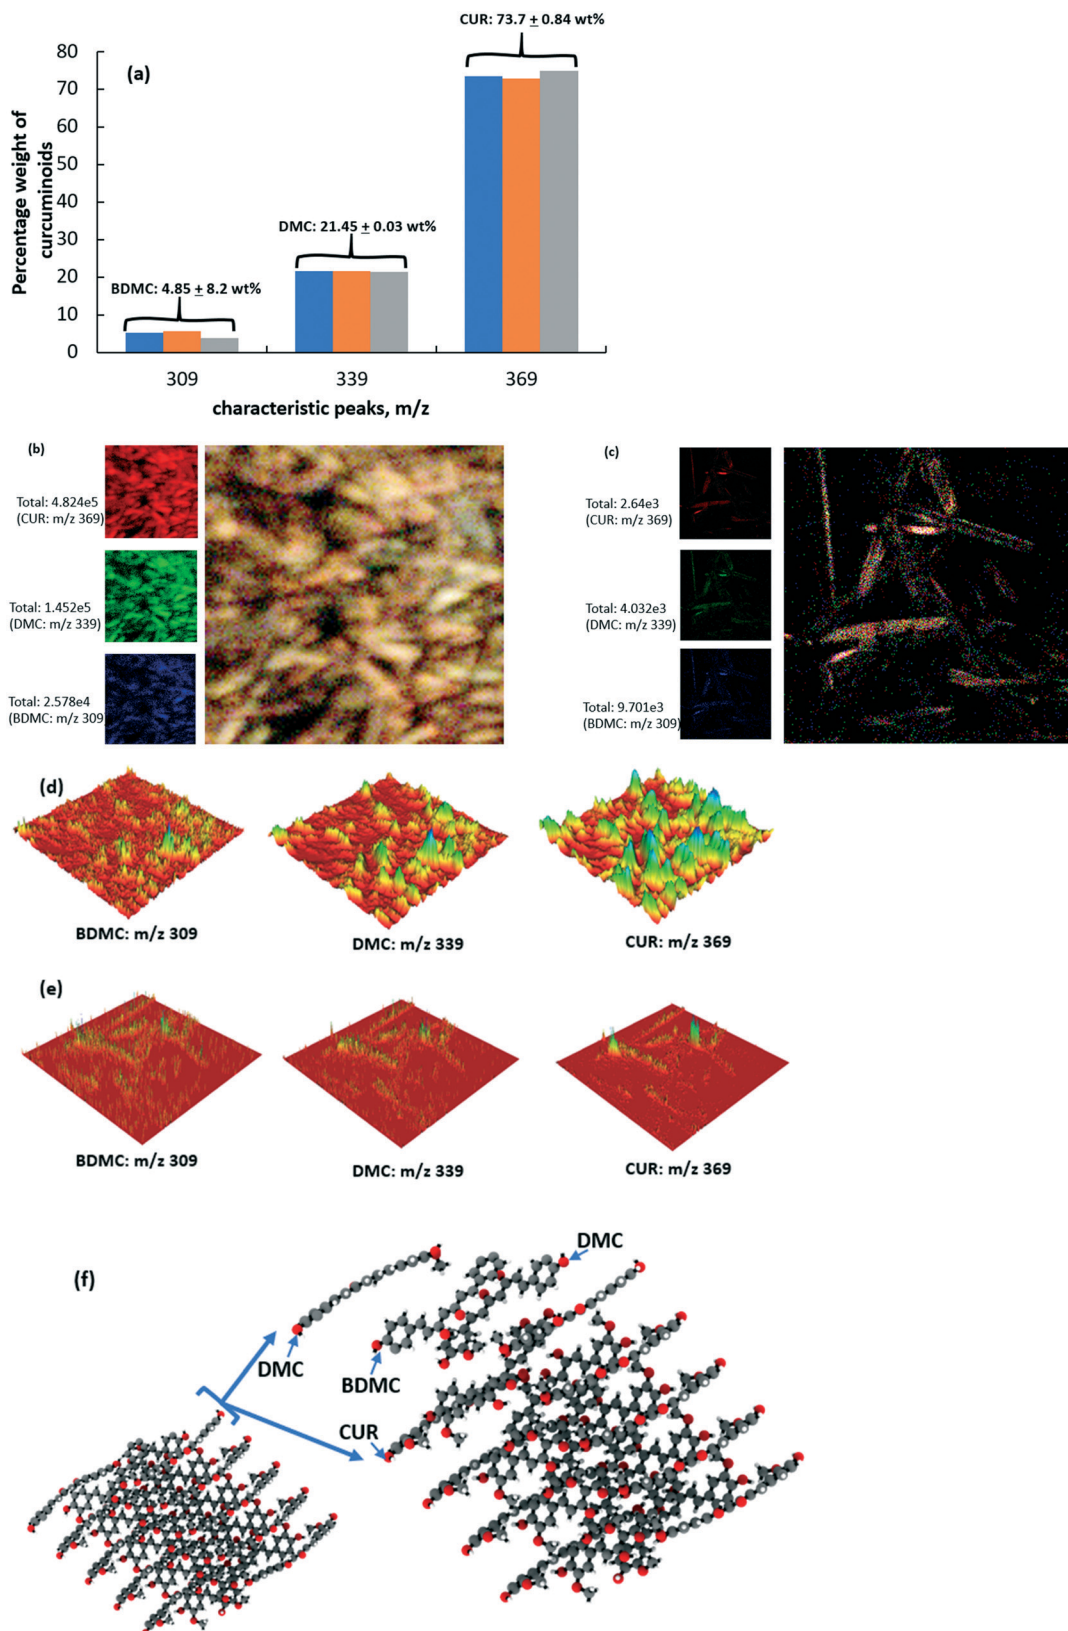 CUR: 73.7 ± 0.84 wt%
(a)
80
70
60
50
40
30
20
10
0
Percentage weight of
curcuminoids
DMC: 21.45 ± 0.03 wt%
BDMC: 4.85 ± 8.2 wt%
309
339
369
characteristic peaks, m/z
(b)
Total: 4.824e5
(CUR: m/z 369)
Total: 1.452e5
(DMC: m/z 339)
Total: 2.578e4
(BDMC: m/z 309)
(c)
Total: 2.64e3
(CUR: m/z 369)
Total: 4.032e3
(DMC: m/z 339)
Total: 9.701e3
(BDMC: m/z 309)
(d)
BDMC: m/z 309
DMC: m/z 339
CUR: m/z 369
(e)
BDMC: m/z 309
DMC: m/z 339
CUR: m/z 369
(f)
DMC
DMC
BDMC
CUR